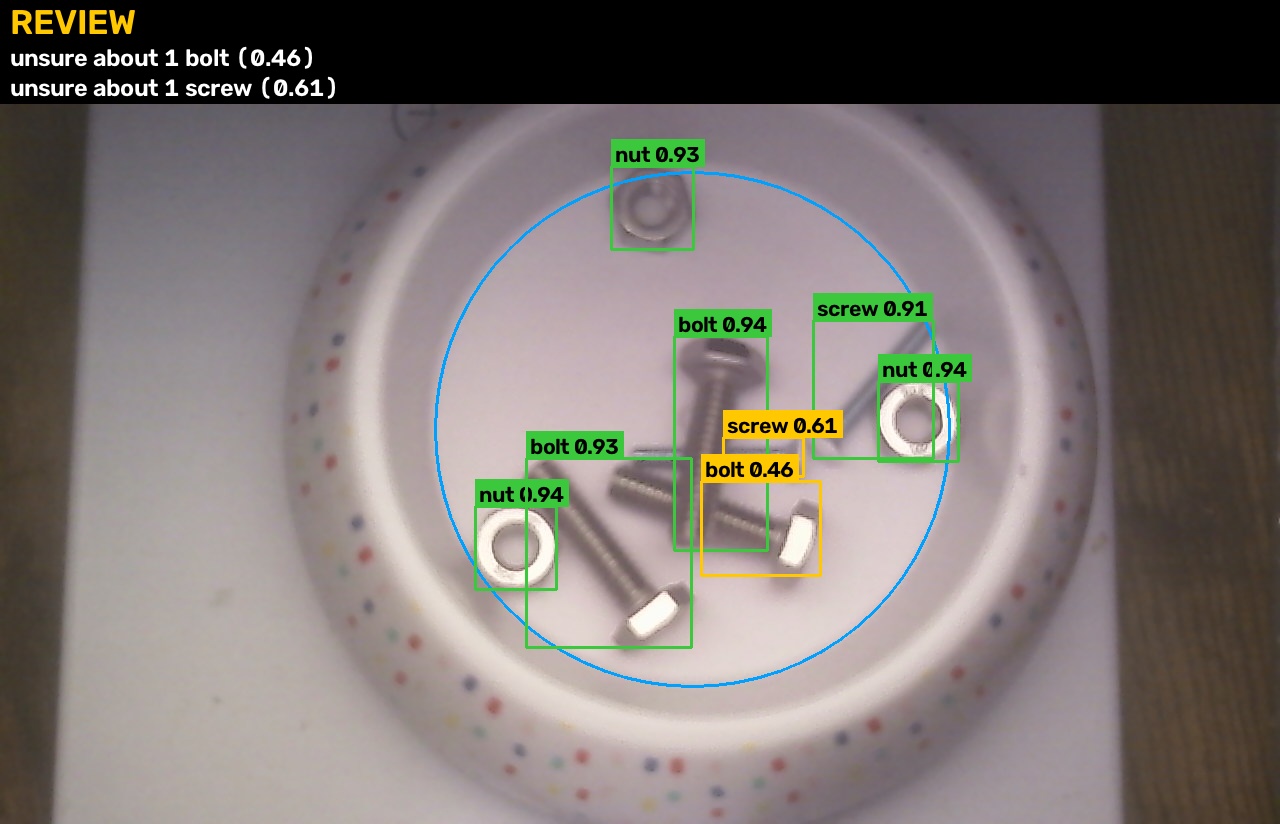 REVIEW
unsure about 1 bolt (0.46)
unsure about 1 screw (0.61)
nut 0.93
screw 0.91
bolt 0.94
nut 0.94
screw 0.61
bolt 0.93
bolt 0.46
nut 0.94